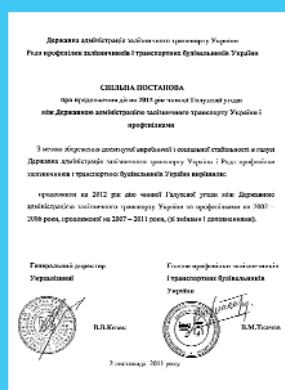 Державна адміністрація залізничного транспорту України
Рада профспілок залізничників і транспортних будівельників України
СПІЛЬНА ПОСТАНОВА
про продовження дії на 2012 рік чинної Галузевої угоди
між Державною адміністрацією залізничного транспорту України і
профспілками
З метою збереження досягнутої виробничої і соціальної стабільності в галузі
Державна адміністрація залізничного транспорту України і Рада профспілок
залізничників і транспортних будівельників України вирішили:
продовжити на 2012 рік дію чинної Галузевої угоди між Державною
адміністрацією залізничного транспорту України та профспілками на 2002 –
2006 роки, продовженої на 2007 – 2011 роки, (зі змінами і доповненнями).
Генеральний директор
Укрзалізниці
Голова профспілки залізничників
і транспортних будівельників
України
В.В.Козак
В.М.Ткачов
2 листопада 2011 року